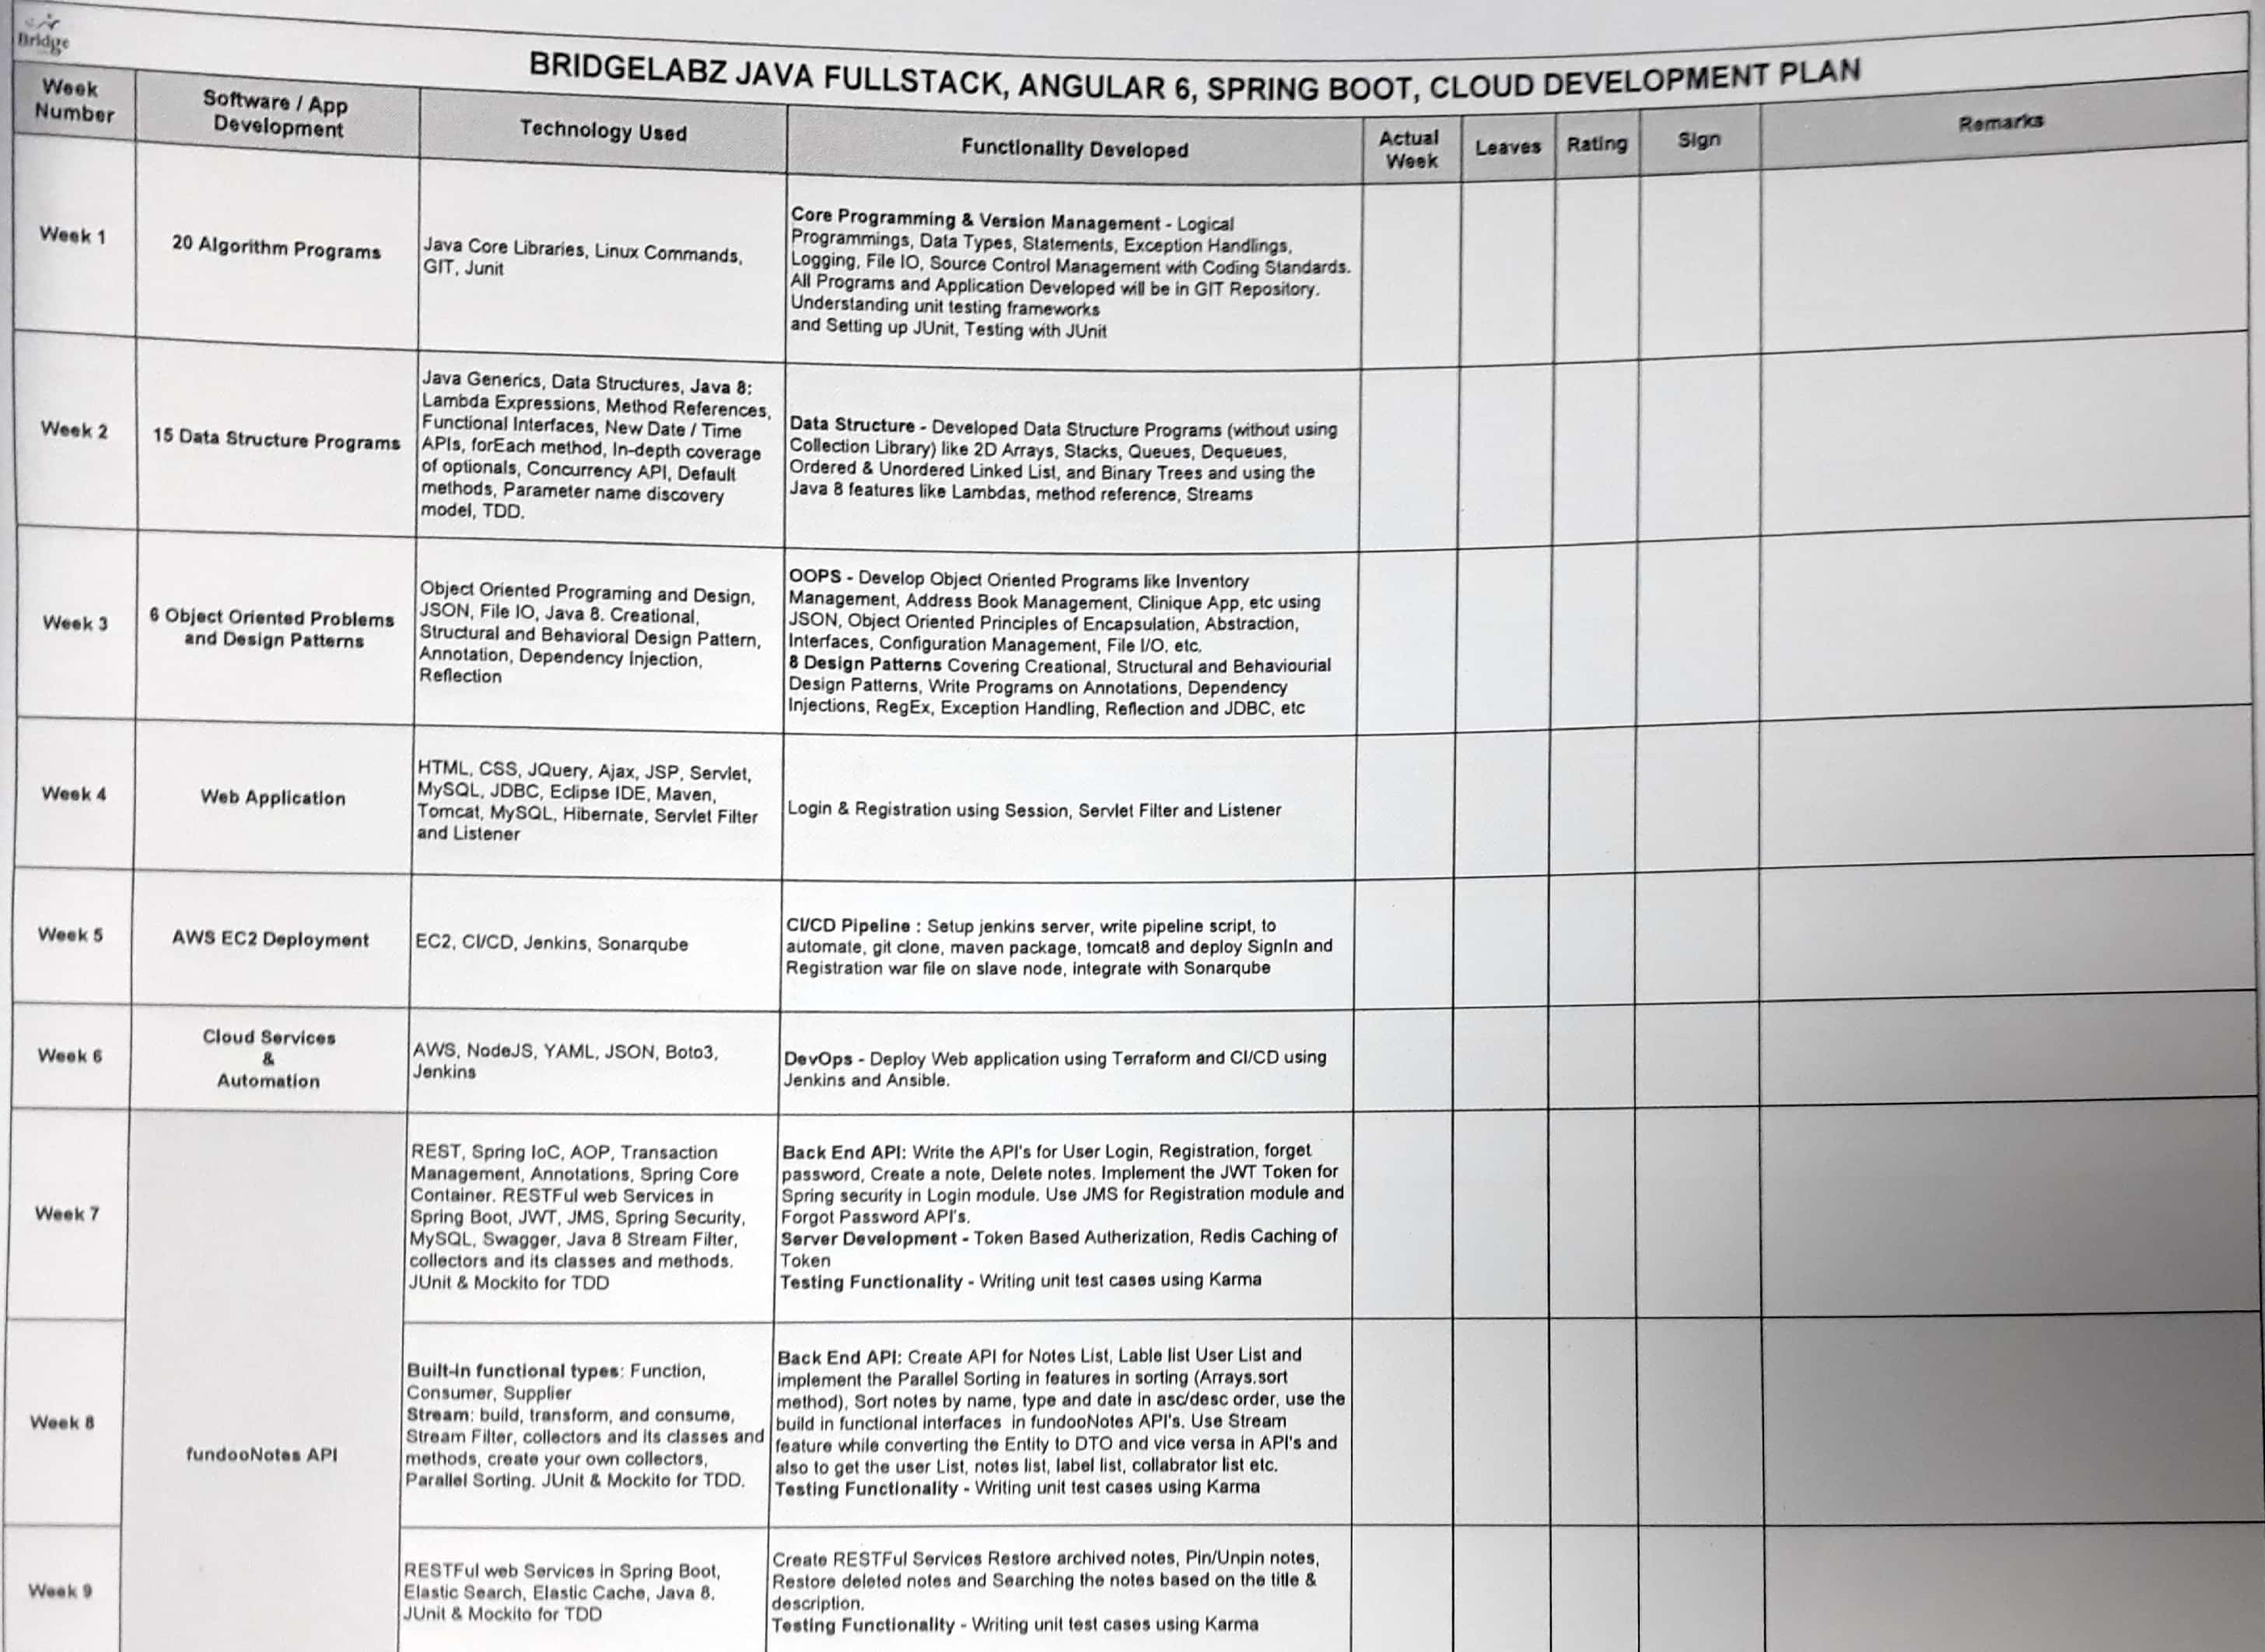 Bridge
BRIDGELABZ JAVA FULLSTACK, ANGULAR 6, SPRING BOOT, CLOUD DEVELOPMENT PLAN
Week
Number
Software / App
Development
Technology Used
Functionality Developed
Actual
Week
Leaves
Rating
Sign
Remarks
Week 1
20 Algorithm Programs
Java Core Libraries, Linux Commands,
GIT, Junit
Core Programming & Version Management - Logical
Programmings, Data Types, Statements, Exception Handlings,
Logging, File IO, Source Control Management with Coding Standards.
All Programs and Application Developed will be in GIT Repository.
Understanding unit testing frameworks
and Setting up JUnit, Testing with JUnit
Week 2
15 Data Structure Programs
Java Generics, Data Structures, Java 8:
Lambda Expressions, Method References,
Functional Interfaces, New Date / Time
APIs, forEach method, In-depth coverage
of optionals, Concurrency API, Default
methods, Parameter name discovery
model, TDD.
Data Structure - Developed Data Structure Programs (without using
Collection Library) like 2D Arrays, Stacks, Queues, Dequeues,
Ordered & Unordered Linked List, and Binary Trees and using the
Java 8 features like Lambdas, method reference, Streams
Week 3
6 Object Oriented Problems
and Design Patterns
Object Oriented Programing and Design,
JSON, File IO, Java 8. Creational,
Structural and Behavioral Design Pattern,
Annotation, Dependency Injection,
Reflection
OOPS - Develop Object Oriented Programs like Inventory
Management, Address Book Management, Clinique App, etc using
JSON, Object Oriented Principles of Encapsulation, Abstraction,
Interfaces, Configuration Management, File I/O. etc.
8 Design Patterns Covering Creational, Structural and Behaviourial
Design Patterns, Write Programs on Annotations, Dependency
Injections, RegEx, Exception Handling, Reflection and JDBC, etc
Week 4
Web Application
HTML, CSS, JQuery, Ajax, JSP, Servlet,
MySQL, JDBC, Eclipse IDE, Maven,
Tomcat, MySQL, Hibernate, Servlet Filter
and Listener
Login & Registration using Session, Servlet Filter and Listener
Week 5
AWS EC2 Deployment
EC2, CI/CD, Jenkins, Sonarqube
CI/CD Pipeline : Setup jenkins server, write pipeline script, to
automate, git clone, maven package, tomcat8 and deploy SignIn and
Registration war file on slave node, integrate with Sonarqube
Week 6
Cloud Services
&
Automation
AWS, NodeJS, YAML, JSON, Boto3,
Jenkins
DevOps - Deploy Web application using Terraform and CI/CD using
Jenkins and Ansible.
Week 7
REST, Spring IoC, AOP, Transaction
Management, Annotations, Spring Core
Container. RESTFul web Services in
Spring Boot, JWT, JMS, Spring Security,
MySQL, Swagger, Java 8 Stream Filter,
collectors and its classes and methods.
JUnit & Mockito for TDD
Back End API: Write the API's for User Login, Registration, forget
password, Create a note, Delete notes. Implement the JWT Token for
Spring security in Login module. Use JMS for Registration module and
Forgot Password API's.
Server Development - Token Based Autherization, Redis Caching of
Token
Testing Functionality - Writing unit test cases using Karma
Week 8
fundooNotes API
Built-in functional types: Function,
Consumer, Supplier
Stream: build, transform, and consume,
Stream Filter, collectors and its classes and
methods, create your own collectors,
Parallel Sorting. JUnit & Mockito for TDD.
Back End API: Create API for Notes List, Lable list User List and
implement the Parallel Sorting in features in sorting (Arrays.sort
method), Sort notes by name, type and date in asc/desc order, use the
build in functional interfaces in fundooNotes API's. Use Stream
feature while converting the Entity to DTO and vice versa in API's and
also to get the user List, notes list, label list, collabrator list etc.
Testing Functionality - Writing unit test cases using Karma
Week 9
RESTFul web Services in Spring Boot,
Elastic Search, Elastic Cache, Java 8.
JUnit & Mockito for TDD
Create RESTFul Services Restore archived notes, Pin/Unpin notes,
Restore deleted notes and Searching the notes based on the title &
description.
Testing Functionality - Writing unit test cases using Karma